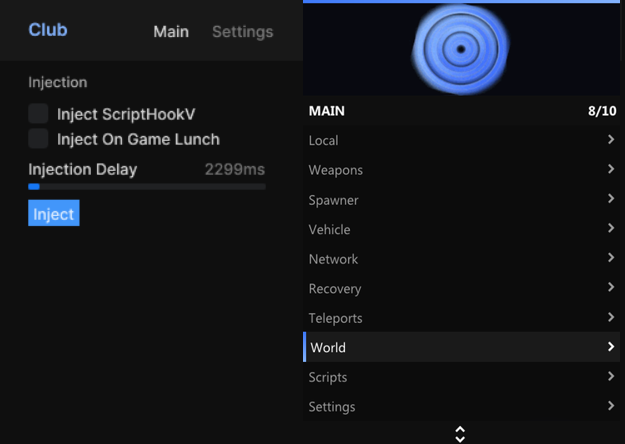 Club
Main Settings
Injection
Inject ScriptHookV
Inject On Game Lunch
Injection Delay 2299ms
Inject
MAIN 8/10
Local
Weapons
Spawner
Vehicle
Network
Recovery
Teleports
World
Scripts
Settings